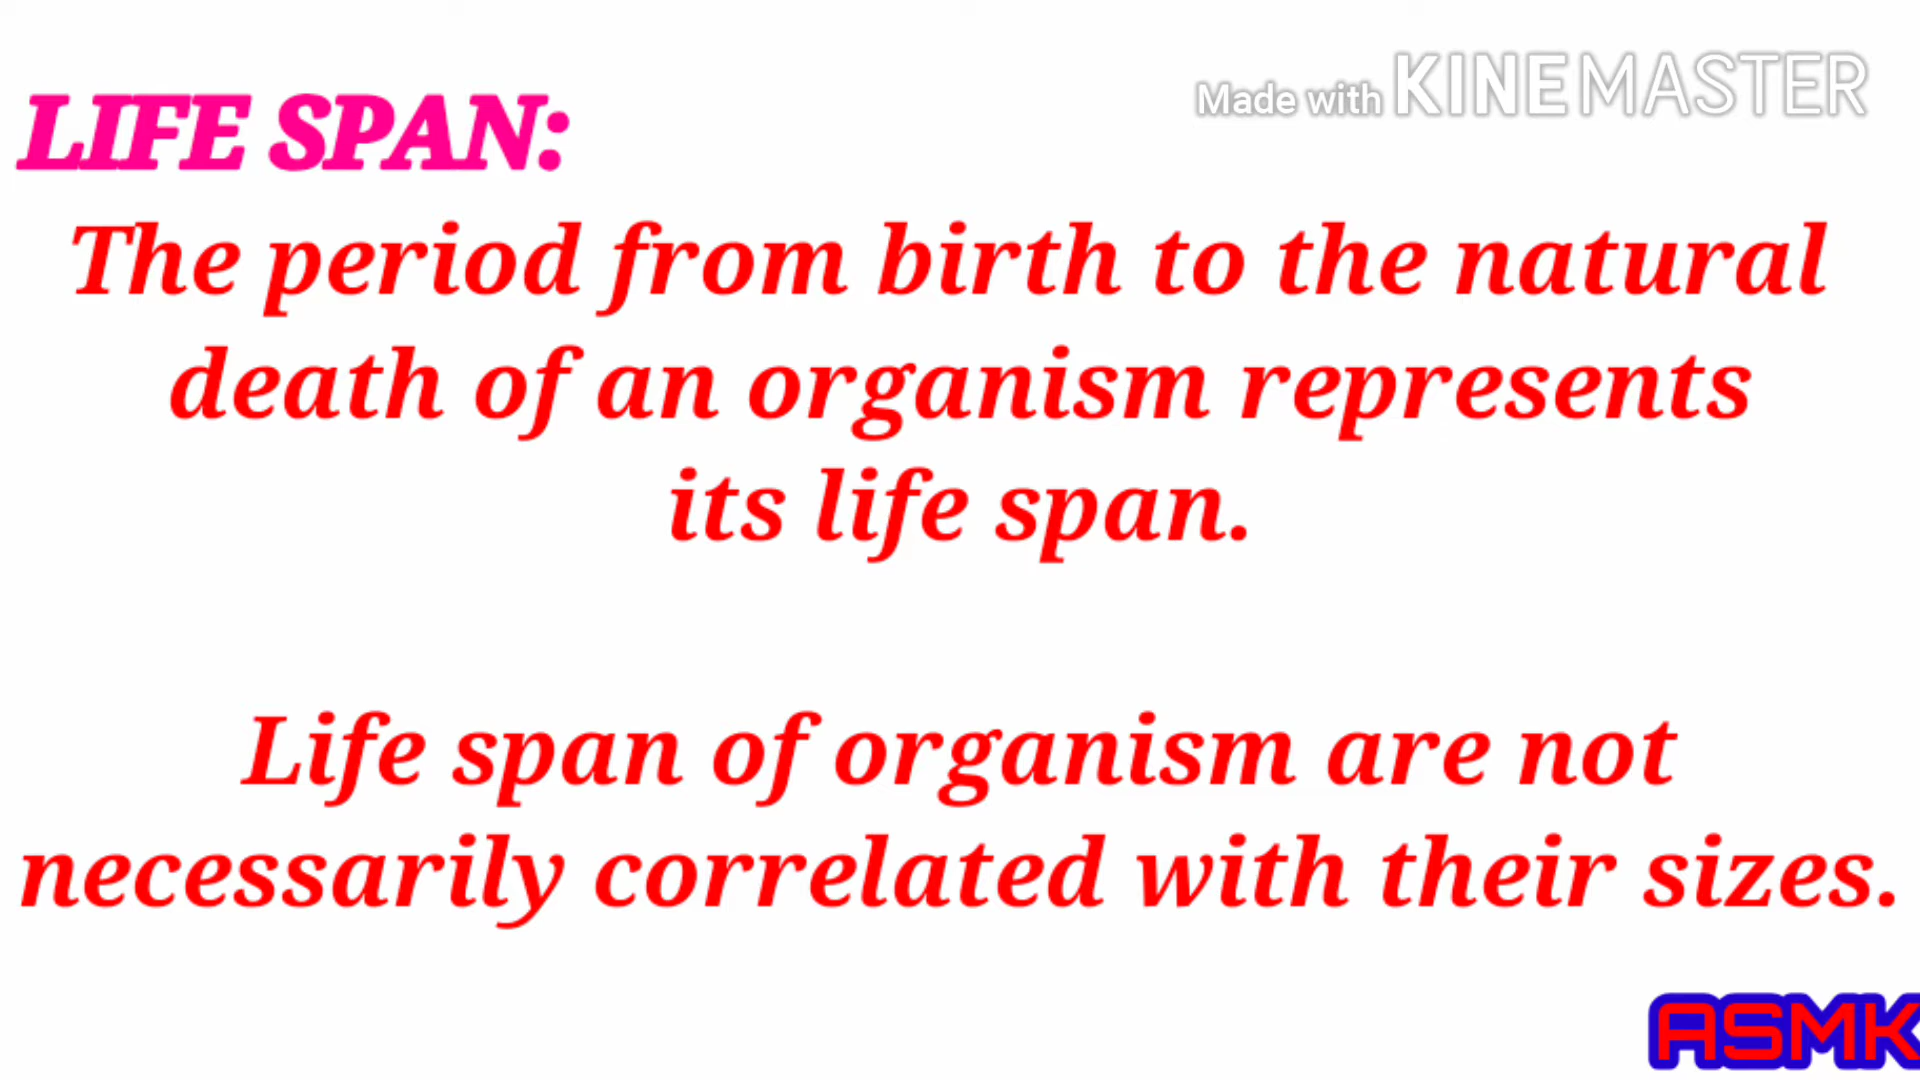 Made with KINEMASTER
LIFE SPAN:
The period from birth to the natural
death of an organism represents
its life span.
Life span of organism are not
necessarily correlated with their sizes.
ASMK